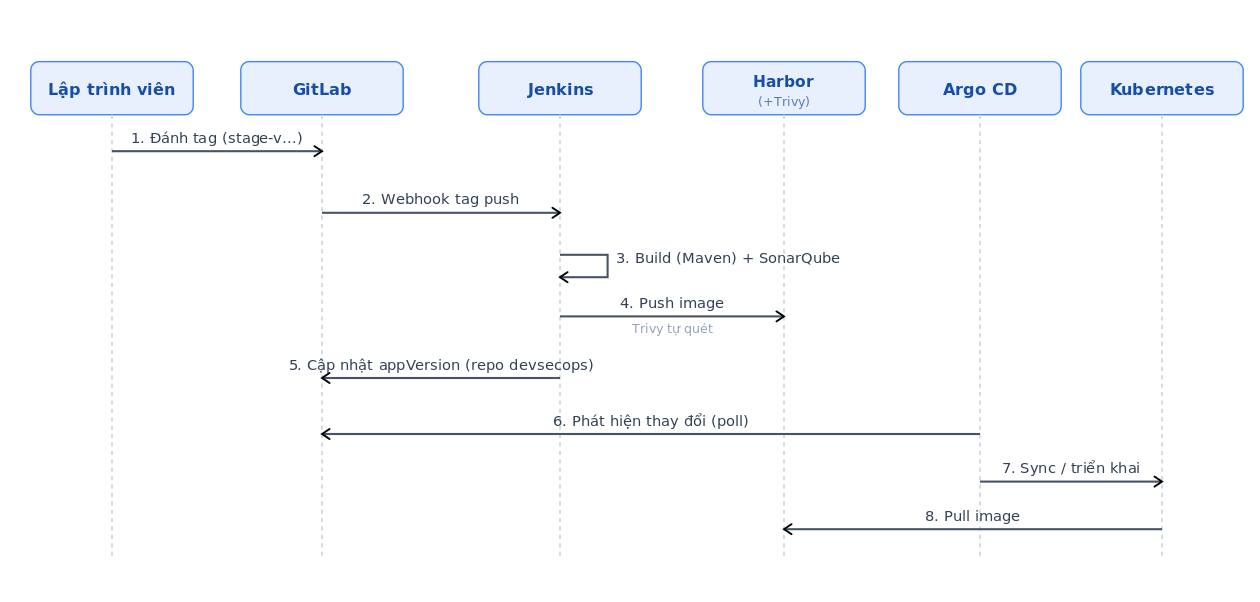 Lập trình viên
GitLab
Jenkins
Harbor
(+Trivy)
Argo CD
Kubernetes
1. Đánh tag (stage-v...)
2. Webhook tag push
3. Build (Maven) + SonarQube
4. Push image
Trivy tự quét
5. Cập nhật appVersion (repo devsecops)
6. Phát hiện thay đổi (poll)
7. Sync / triển khai
8. Pull image